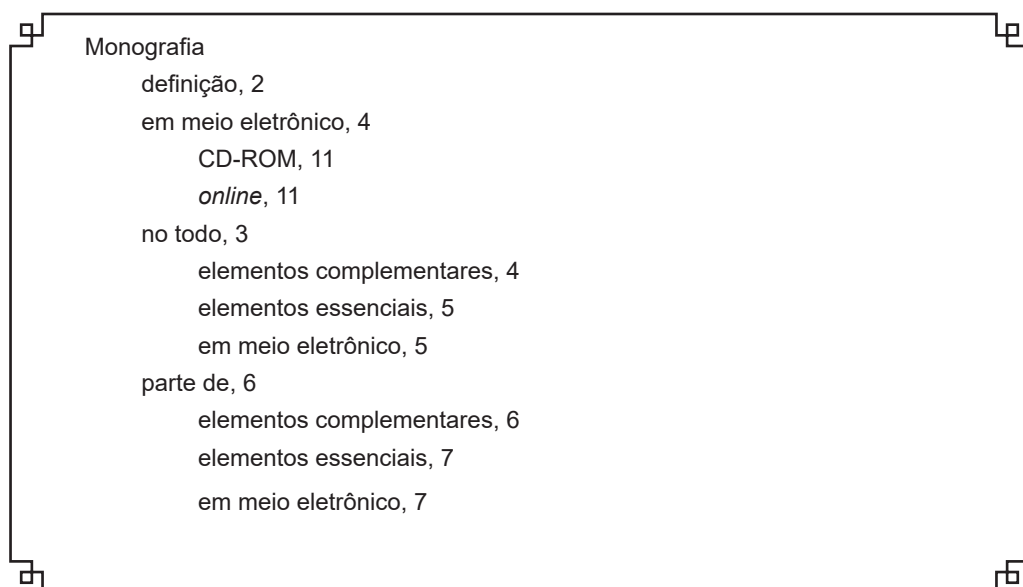 Monografia
definição, 2
em meio eletrônico, 4
CD-ROM, 11
online, 11
no todo, 3
elementos complementares, 4
elementos essenciais, 5
em meio eletrônico, 5
parte de, 6
elementos complementares, 6
elementos essenciais, 7
em meio eletrônico, 7